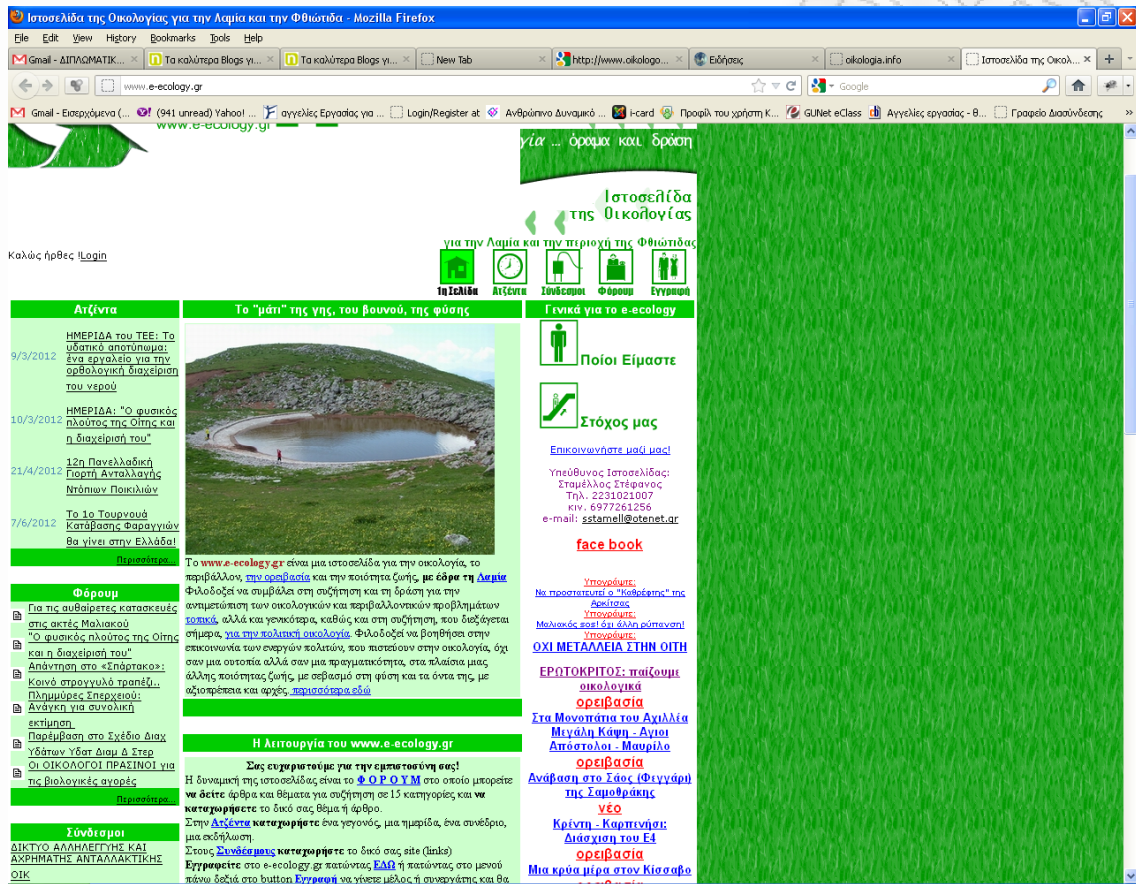 Ιστοσελίδα της Οικολογίας για την Λαμία και την Φθιώτιδα - Mozilla Firefox
File Edit View History Bookmarks Tools Help
Gmail - ΔΙΠΛΩΜΑΤΙΚ... Τα καλύτερα Blogs γι... Τα καλύτερα Blogs γι... New Tab http://www.oikologo... Ειδήσεις oikologia.info Ιστοσελίδα της Οικολ...
www.e-ecology.gr Google
Gmail - Εισερχόμενα (... (941 unread) Yahoo! ... αγγελίες Εργασίας για ... Login/Register at Ανθρώπινο Δυναμικό ... i-card Προφίλ του χρήστη Κ... GUNet eClass Αγγελίες εργασίας - Θ... Γραφείο Διασύνδεσης
www.e-ecology.gr
γία ... όραμα και δράση
Ιστοσελίδα
της Οικολογίας
για την Λαμία και την περιοχή της Φθιώτιδας
Καλώς ήρθες !Login
1η Σελίδα Ατζέντα Σύνδεσμοι Φόρουμ Εγγραφή
Ατζέντα
9/3/2012 ΗΜΕΡΙΔΑ του ΤΕΕ: Το
υδατικό αποτύπωμα:
ένα εργαλείο για την
ορθολογική διαχείριση
του νερού
10/3/2012 ΗΜΕΡΙΔΑ: "Ο φυσικός
πλούτος της Οίτης και
η διαχείρισή του"
21/4/2012 12η Πανελλαδική
Γιορτή Ανταλλαγής
Ντόπιων Ποικιλιών
7/6/2012 Το 1ο Τουρνουά
Κατάβασης Φαραγγιών
θα γίνει στην Ελλάδα!
Περισσότερα...
Φόρουμ
Για τις αυθαίρετες κατασκευές
στις ακτές Μαλιακού
"Ο φυσικός πλούτος της Οίτης
και η διαχείρισή του"
Απάντηση στο «Σπάρτακο»:
Κοινό στρογγυλό τραπέζι..
Πλημμύρες Σπερχειού:
Ανάγκη για συνολική
εκτίμηση
Παρέμβαση στο Σχέδιο Διαχ
Υδάτων Υδατ Διαμ Δ Στερ
Οι ΟΙΚΟΛΟΓΟΙ ΠΡΑΣΙΝΟΙ για
τις βιολογικές αγορές
Περισσότερα...
Σύνδεσμοι
ΔΙΚΤΥΟ ΑΛΛΗΛΕΓΓΥΗΣ ΚΑΙ
ΑΧΡΗΜΑΤΗΣ ΑΝΤΑΛΛΑΚΤΙΚΗΣ
ΟΙΚ
Το "μάτι" της γης, του βουνού, της φύσης
Το www.e-ecology.gr είναι μια ιστοσελίδα για την οικολογία, το
περιβάλλον, την ορειβασία και την ποιότητα ζωής, με έδρα τη Λαμία
Φιλοδοξεί να συμβάλει στη συζήτηση και τη δράση για την
αντιμετώπιση των οικολογικών και περιβαλλοντικών προβλημάτων
τοπικά, αλλά και γενικότερα, καθώς και στη συζήτηση, που διεξάγεται
σήμερα, για την πολιτική οικολογία. Φιλοδοξεί να βοηθήσει στην
επικοινωνία των ενεργών πολιτών, που πιστεύουν στην οικολογία, όχι
σαν μια ουτοπία αλλά σαν μια πραγματικότητα, στα πλαίσια μιας
άλλης ποιότητας ζωής, με σεβασμό στη φύση και τα όντα της, με
αξιοπρέπεια και αρχές, περισσότερα εδώ
Η λειτουργία του www.e-ecology.gr
Σας ευχαριστούμε για την εμπιστοσύνη σας!
Η δυναμική της ιστοσελίδας είναι το Φ Ο Ρ Ο Υ Μ στο οποίο μπορείτε
να δείτε άρθρα και θέματα για συζήτηση σε 15 κατηγορίες και να
καταχωρήσετε το δικό σας θέμα ή άρθρο.
Στην Ατζέντα καταχωρήστε ένα γεγονός, μια ημερίδα, ένα συνέδριο,
μια εκδήλωση.
Στους Συνδέσμους καταχωρήστε το δικό σας site (links)
Εγγραφείτε στο e-ecology.gr πατώντας ΕΔΩ ή πατώντας στο μενού
πάνω δεξιά στο button Εγγραφή να γίνετε μέλος ή συνεργάτης και θα
Γενικά για το e-ecology
Ποίοι Είμαστε
Στόχος μας
Επικοινωνήστε μαζί μας!
Υπεύθυνος Ιστοσελίδας:
Σταμέλλος Στέφανος
Τηλ. 2231021007
κιν. 6977261256
e-mail: sstamell@otenet.gr
face book
Υπογράψτε:
Να προστατευτεί ο "Καθρέφτης" της
Αρκίτσας
Υπογράψτε:
Μαλιακός sos! όχι άλλη ρύπανση!
Υπογράψτε:
ΟΧΙ ΜΕΤΑΛΛΕΙΑ ΣΤΗΝ ΟΙΤΗ
ΕΡΩΤΟΚΡΙΤΟΣ: παίζουμε
οικολογικά
ορειβασία
Στα Μονοπάτια του Αχιλλέα
Μεγάλη Κάψη - Αγιοι
Απόστολοι - Μαυρίλο
ορειβασία
Ανάβαση στο Σάος (Φεγγάρι)
της Σαμοθράκης
νέο
Κρέντη - Καρπενήσι:
Διάσχιση του Ε4
ορειβασία
Μια κρύα μέρα στον Κίσσαβο